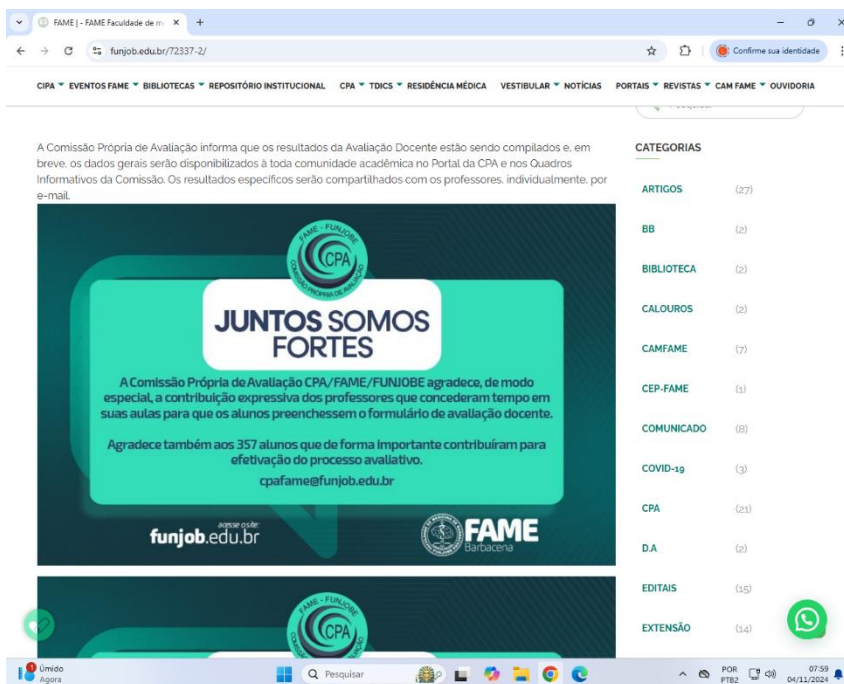 FAME | - FAME Faculdade de m
funjob.edu.br/72337-2/
Confirme sua identidade
CIPA EVENTOS FAME BIBLIOTECAS REPOSITÓRIO INSTITUCIONAL CPA TDICS RESIDÊNCIA MÉDICA VESTIBULAR NOTÍCIAS PORTAIS REVISTAS CAM FAME OUVIDORIA
A Comissão Própria de Avaliação informa que os resultados da Avaliação Docente estão sendo compilados e, em
breve, os dados gerais serão disponibilizados à toda comunidade acadêmica no Portal da CPA e nos Quadros
Informativos da Comissão. Os resultados específicos serão compartilhados com os professores, individualmente, por
e-mail.
FAME - FUNJOBE
CPA
COMISSÃO PRÓPRIA DE AVALIAÇÃO
JUNTOS SOMOS
FORTES
A Comissão Própria de Avaliação CPA/FAME/FUNJOBE agradece, de modo
especial, a contribuição expressiva dos professores que concederam tempo em
suas aulas para que os alunos preenchessem o formulário de avaliação docente.
Agradece também aos 357 alunos que de forma importante contribuíram para
efetivação do processo avaliativo.
cpafame@funjob.edu.br
acesse o site:
funjob.edu.br
FAME
Barbacena
FAME - FUNJOBE
CPA
CATEGORIAS
ARTIGOS (27)
BB (2)
BIBLIOTECA (2)
CALOUROS (2)
CAMFAME (7)
CEP-FAME (1)
COMUNICADO (8)
COVID-19 (3)
CPA (21)
D.A (2)
EDITAIS (15)
EXTENSÃO (14)
1
Úmido
Agora
Pesquisar
POR
PTB2
07:59
04/11/2024